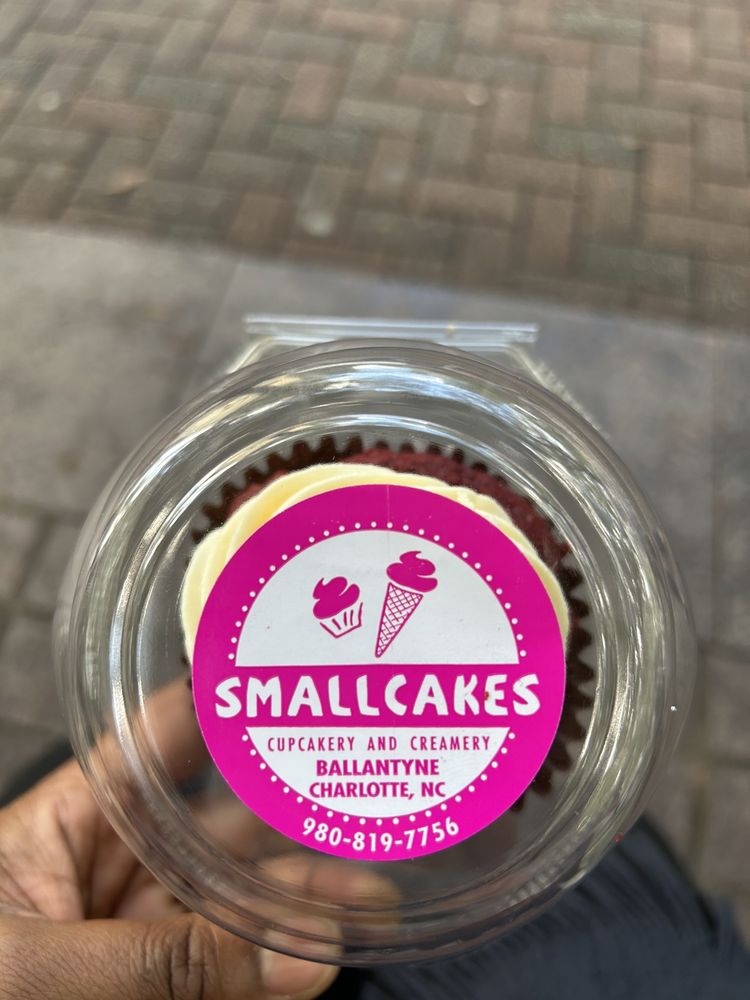 SMALLCAKES
CUPCAKERY AND CREAMERY
BALLANTYNE
CHARLOTTE, NC
980-819-7756